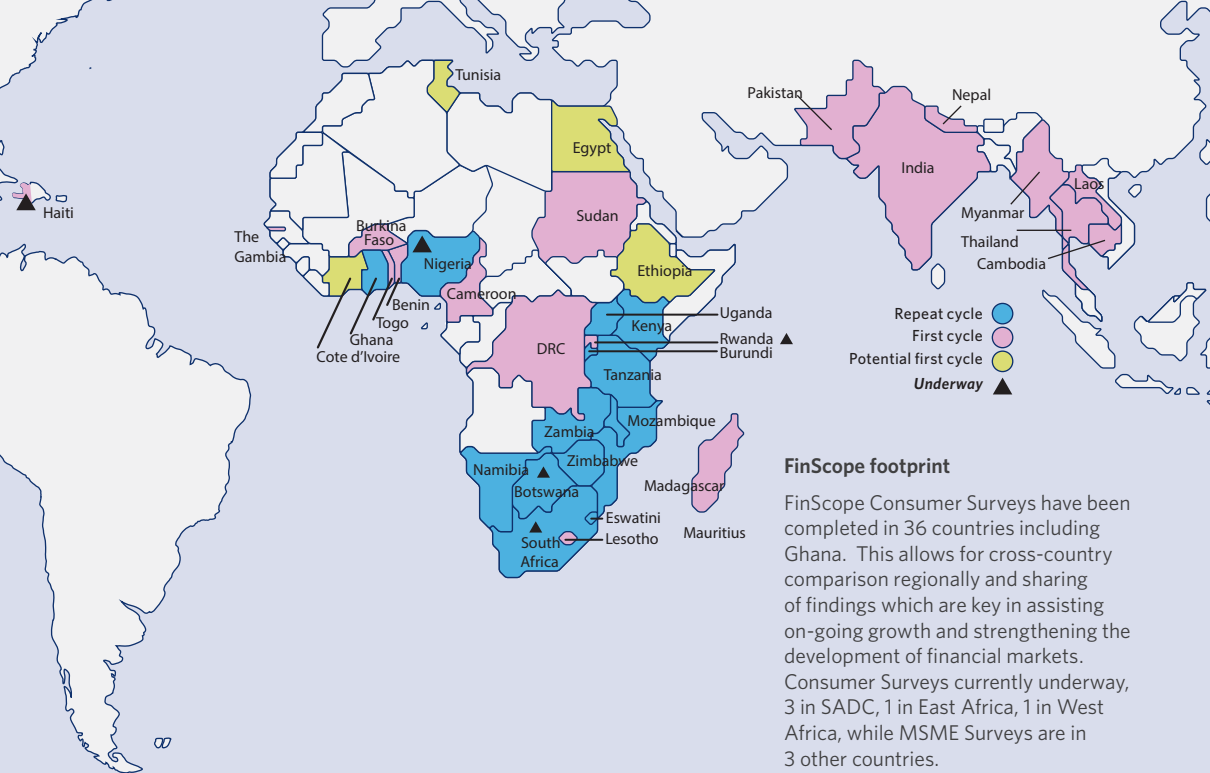 Tunisia
Pakistan
Nepal
Egypt
India
Laos
Haiti
Sudan
Myanmar
Burkina
Faso
The
Gambia
Thailand
Nigeria
Cambodia
Ethiopia
Cameroon
Benin
Togo
Ghana
Cote d’Ivoire
Uganda
Kenya
Rwanda
DRC
Burundi
Tanzania
Repeat cycle
First cycle
Potential first cycle
Underway
Mozambique
Zambia
Zimbabwe
Namibia
Botswana
Madagascar
Mauritius
Eswatini
Lesotho
South
Africa
FinScope footprint
FinScope Consumer Surveys have been
completed in 36 countries including
Ghana. This allows for cross-country
comparison regionally and sharing
of findings which are key in assisting
on-going growth and strengthening the
development of financial markets.
Consumer Surveys currently underway,
3 in SADC, 1 in East Africa, 1 in West
Africa, while MSME Surveys are in
3 other countries.